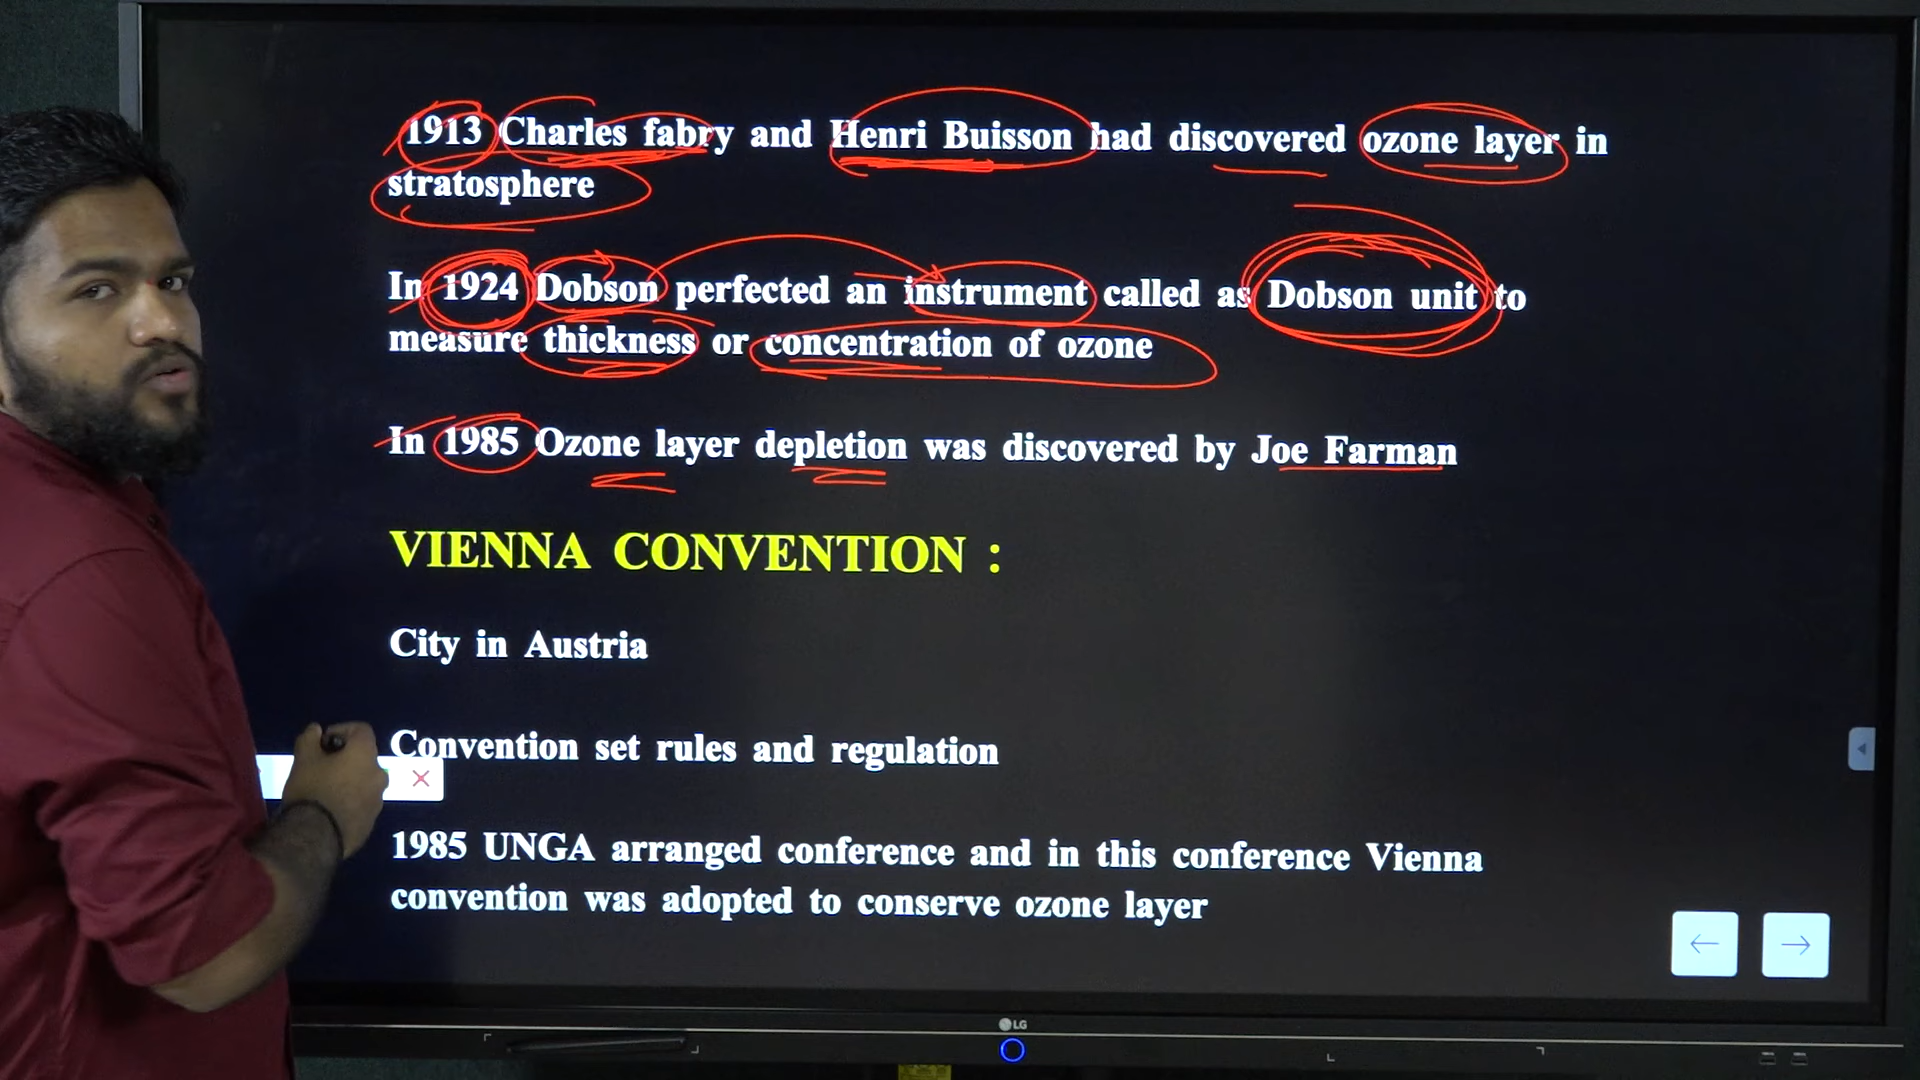 1913 Charles fabry and Henri Buisson had discovered ozone layer in
stratosphere
In 1924 Dobson perfected an instrument called as Dobson unit to
measure thickness or concentration of ozone
In 1985 Ozone layer depletion was discovered by Joe Farman
VIENNA CONVENTION :
City in Austria
Convention set rules and regulation
1985 UNGA arranged conference and in this conference Vienna
convention was adopted to conserve ozone layer
LG